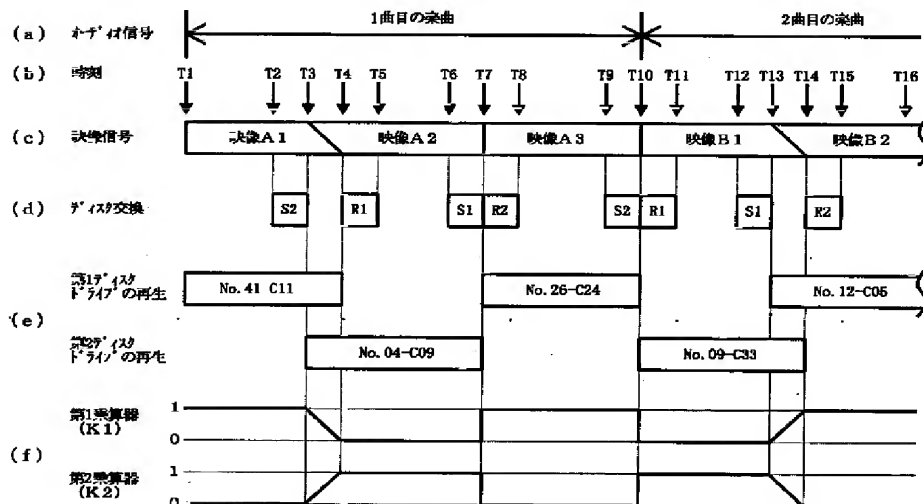 1曲目の楽曲 2曲目の楽曲
(a) オーディオ信号
(b) 時刻 T1 T2 T3 T4 T5 T6 T7 T8 T9 T10 T11 T12 T13 T14 T15 T16
(c) 映像信号 映像A1 映像A2 映像A3 映像B1 映像B2
(d) ディスク交換 S2 R1 S1 R2 S2 R1 S1 R2
第1ディスク
ドライブの再生 No.41-C11 No.26-C24 No.12-C05
(e)
第2ディスク
ドライブの再生 No.04-C09 No.09-C33
第1乗算器 1
(K1) 0
(f)
第2乗算器 1
(K2) 0